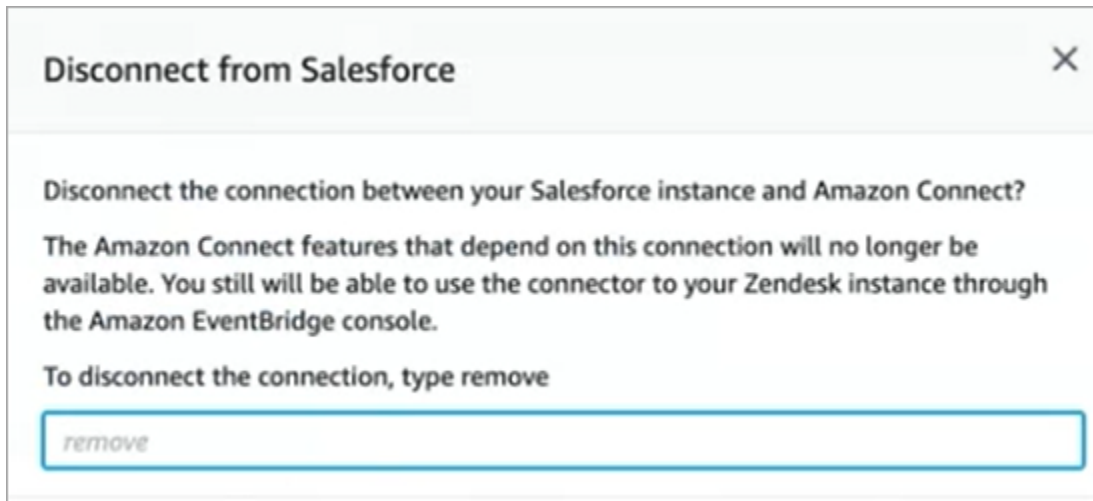 Disconnect from Salesforce
Disconnect the connection between your Salesforce instance and Amazon Connect?
The Amazon Connect features that depend on this connection will no longer be
available. You still will be able to use the connector to your Zendesk instance through
the Amazon EventBridge console.
To disconnect the connection, type remove
remove